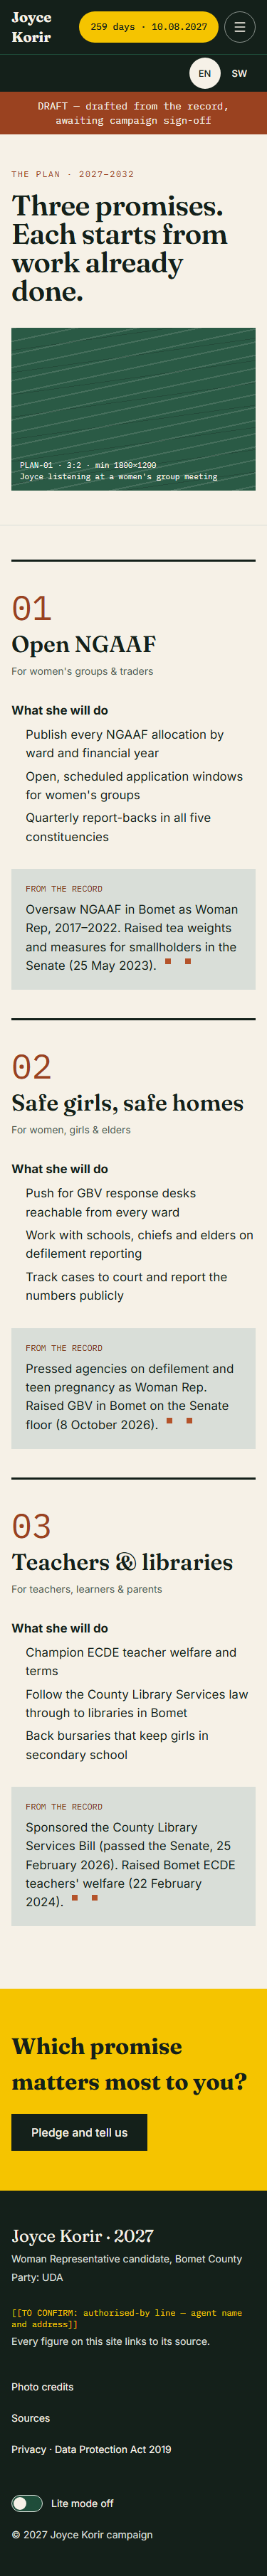 Joyce
Korir
259 days · 10.08.2027
EN SW
DRAFT — drafted from the record,
awaiting campaign sign-off
THE PLAN · 2027–2032
Three promises.
Each starts from
work already
done.
PLAN-01 · 3:2 · min 1800×1200
Joyce listening at a women's group meeting
01
Open NGAAF
For women's groups & traders
What she will do
Publish every NGAAF allocation by
ward and financial year
Open, scheduled application windows
for women's groups
Quarterly report-backs in all five
constituencies
FROM THE RECORD
Oversaw NGAAF in Bomet as Woman
Rep, 2017–2022. Raised tea weights
and measures for smallholders in the
Senate (25 May 2023).
02
Safe girls, safe homes
For women, girls & elders
What she will do
Push for GBV response desks
reachable from every ward
Work with schools, chiefs and elders on
defilement reporting
Track cases to court and report the
numbers publicly
FROM THE RECORD
Pressed agencies on defilement and
teen pregnancy as Woman Rep.
Raised GBV in Bomet on the Senate
floor (8 October 2026).
03
Teachers & libraries
For teachers, learners & parents
What she will do
Champion ECDE teacher welfare and
terms
Follow the County Library Services law
through to libraries in Bomet
Back bursaries that keep girls in
secondary school
FROM THE RECORD
Sponsored the County Library
Services Bill (passed the Senate, 25
February 2026). Raised Bomet ECDE
teachers' welfare (22 February
2024).
Which promise
matters most to you?
Pledge and tell us
Joyce Korir · 2027
Woman Representative candidate, Bomet County
Party: UDA
[[TO CONFIRM: authorised-by line — agent name
and address]]
Every figure on this site links to its source.
Photo credits
Sources
Privacy · Data Protection Act 2019
Lite mode off
© 2027 Joyce Korir campaign